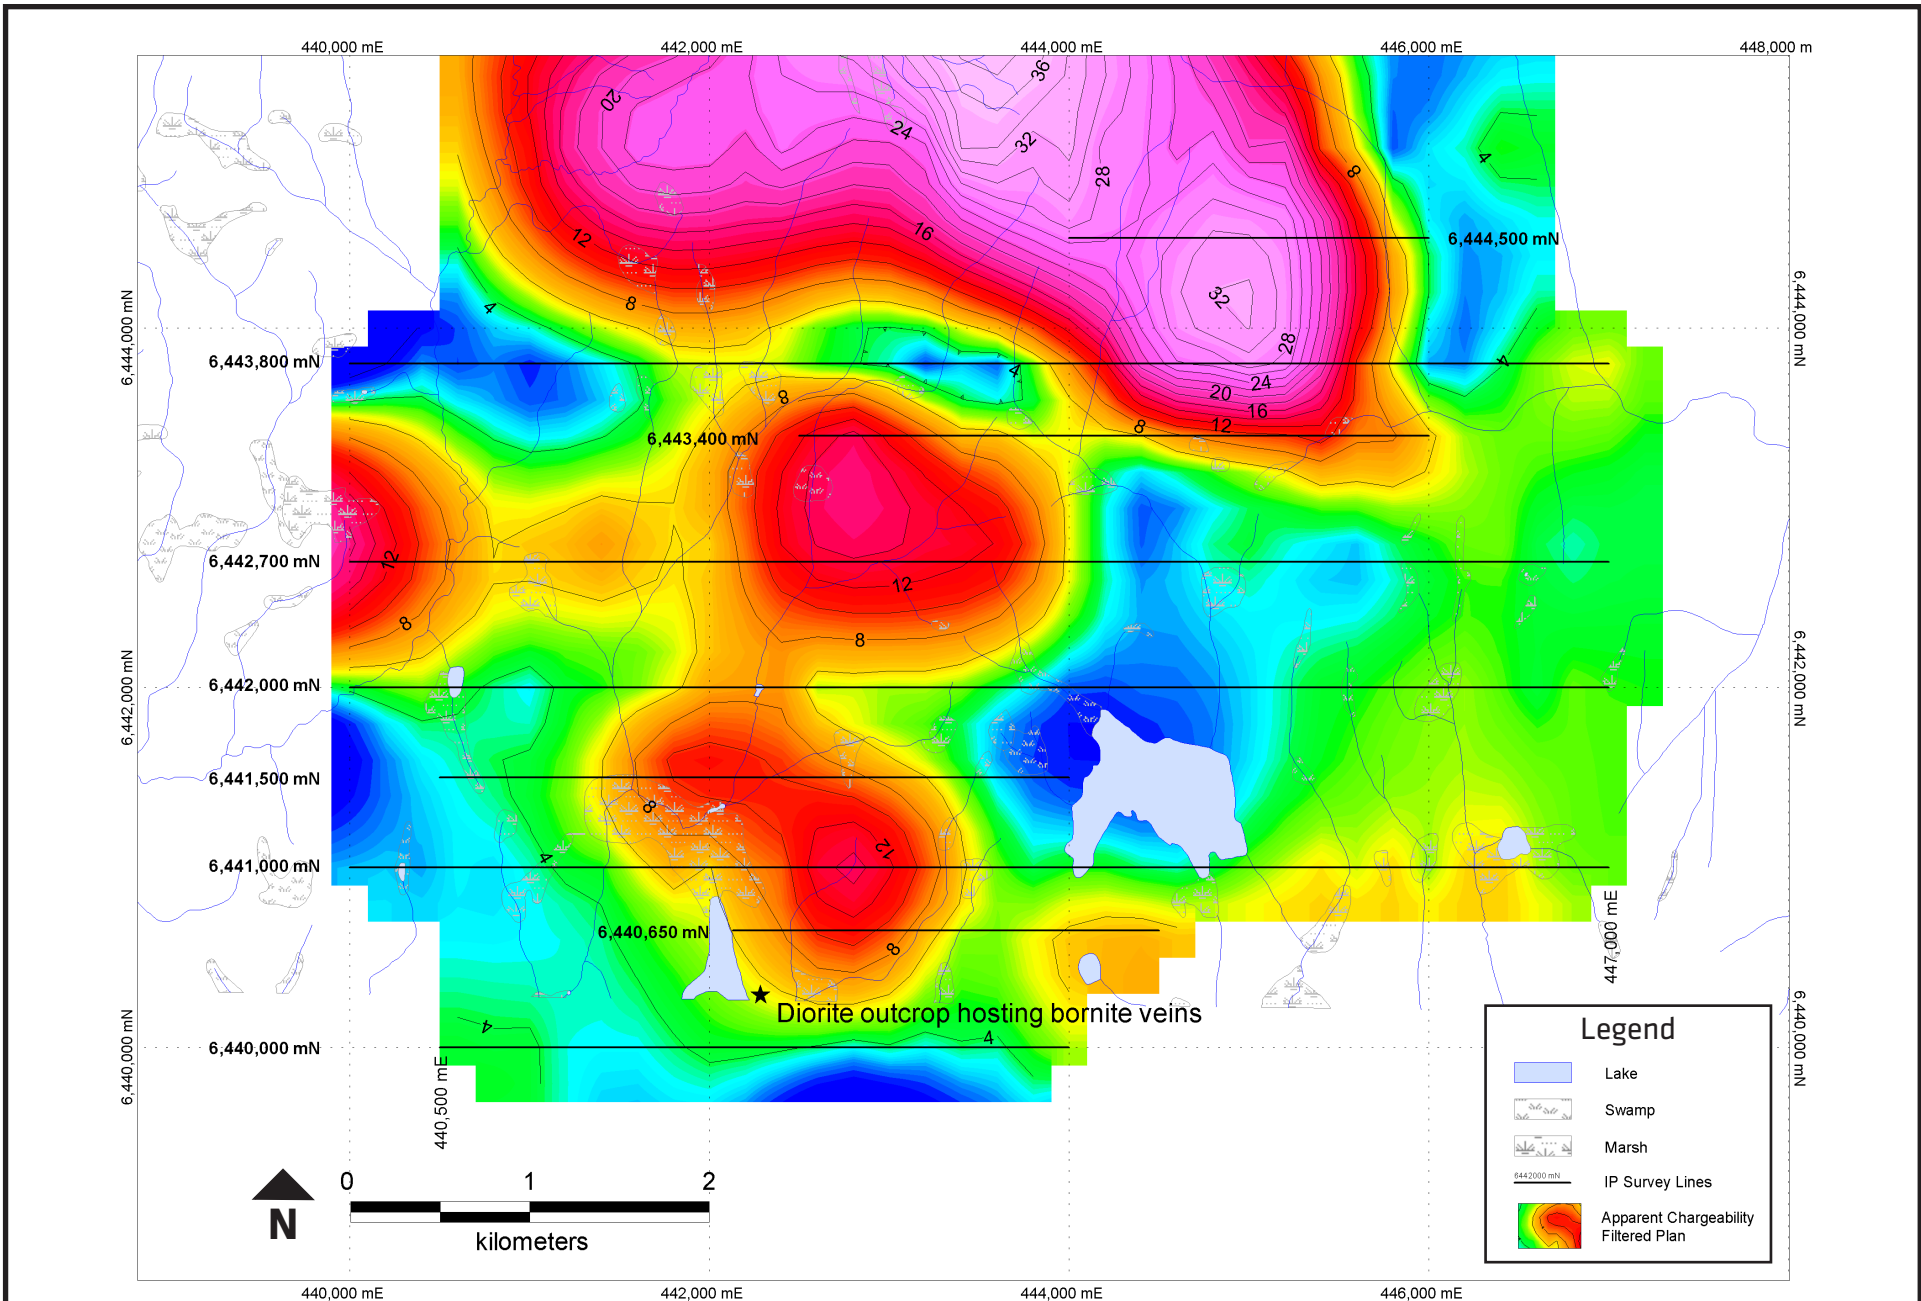 440,000 mE
442,000 mE
444,000 mE
446,000 mE
448,000 m
36
20
24
32
4
28
8
12
16
6,444,500 mN
6,444,000 mN
6,444,000 mN
4
8
32
28
6,443,800 mN
4
4
24
20
8
16
12
8
6,443,400 mN
12
6,442,700 mN
12
8
8
6,442,000 mN
6,442,000 mN
6,442,000 mN
6,441,500 mN
8
12
4
6,441,000 mN
447,000 mE
6,440,650 mN
8
Diorite outcrop hosting bornite veins
4
4
6,440,000 mN
6,440,000 mN
6,440,000 mN
440,500 mE
0
1
2
N
kilometers
Legend
Lake
Swamp
Marsh
6442000 mN
IP Survey Lines
Apparent Chargeability
Filtered Plan
440,000 mE
442,000 mE
444,000 mE
446,000 mE